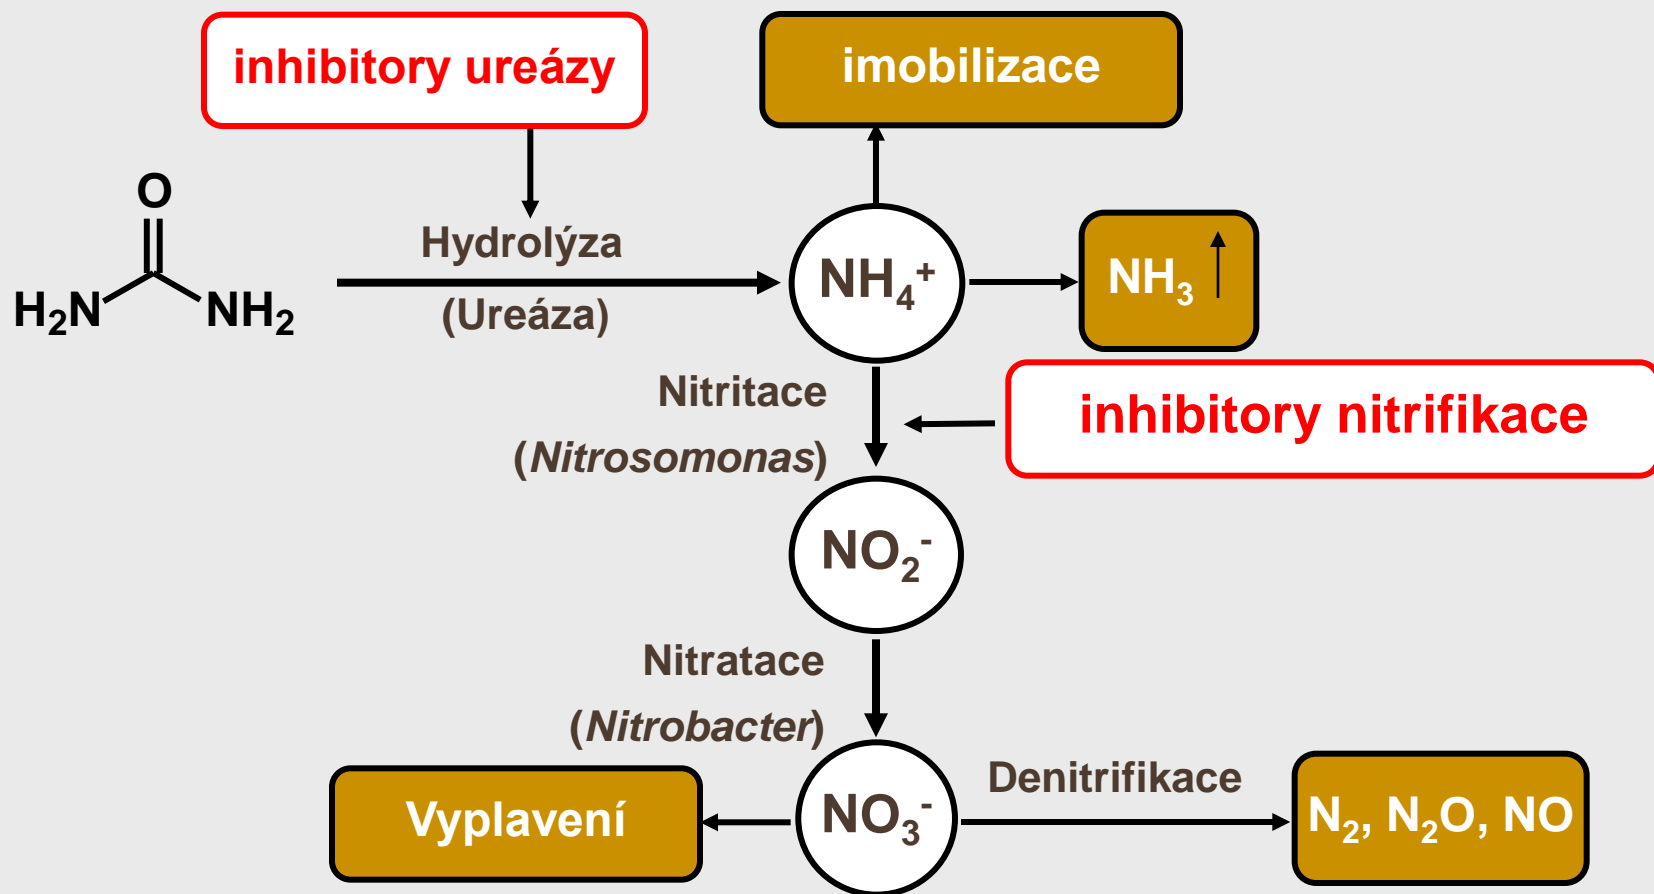 inhibitory ureázy
imobilizace
O
H₂N
NH₂
Hydrolýza
(Ureáza)
NH₄⁺
NH₃ ↑
Nitritace
(Nitrosomonas)
inhibitory nitrifikace
NO₂⁻
Nitratace
(Nitrobacter)
Vyplavení
NO₃⁻
Denitrifikace
N₂, N₂O, NO